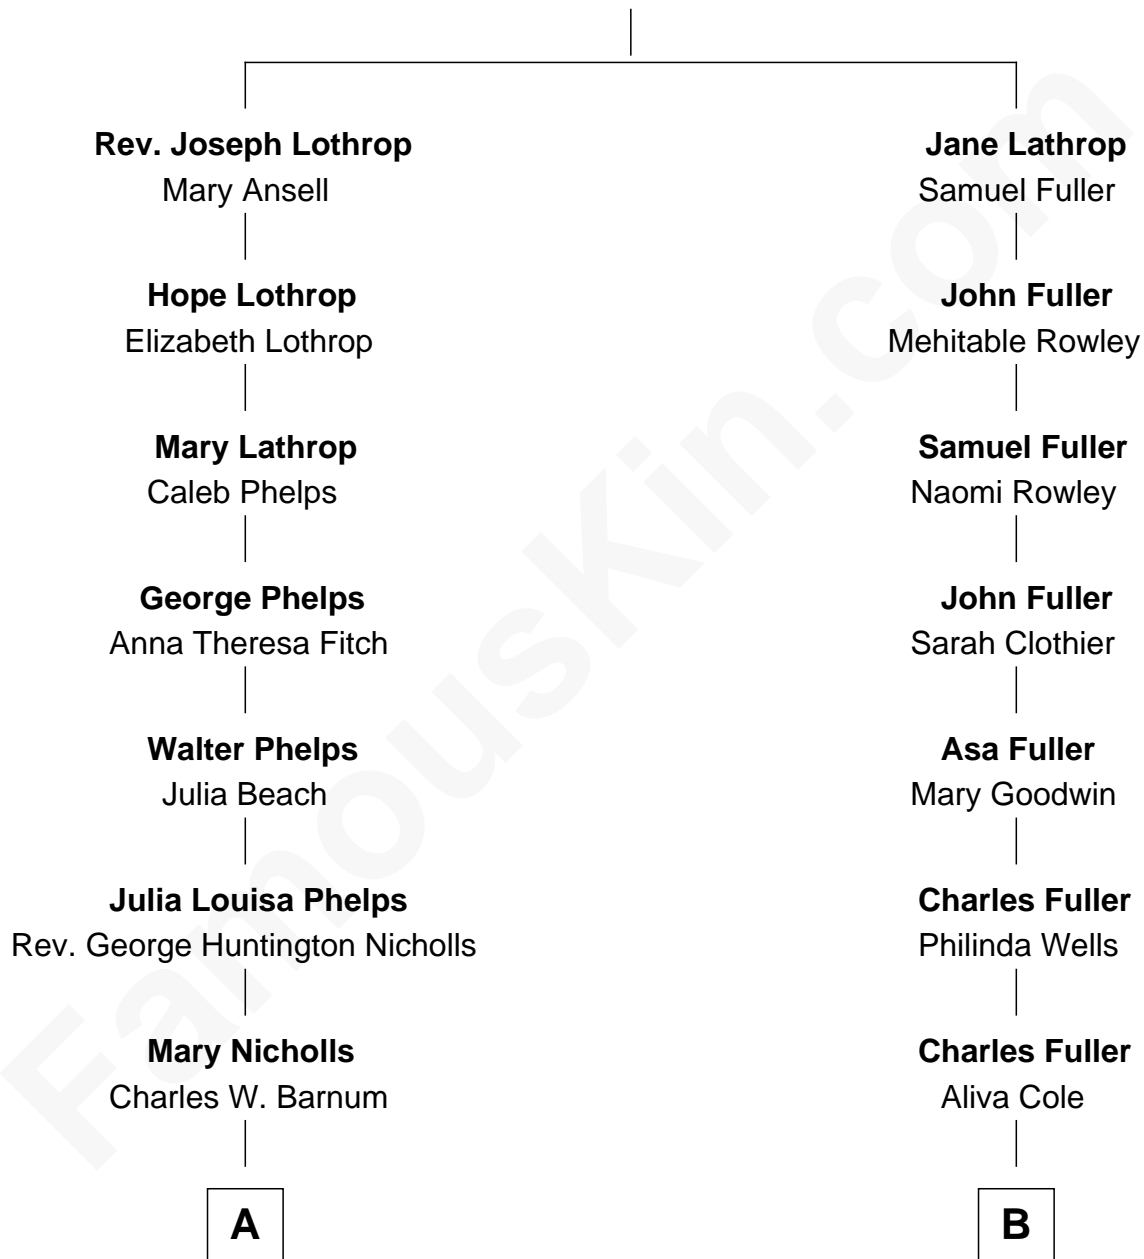 Rev. Joseph Lothrop
Mary Ansell
Hope Lothrop
Elizabeth Lothrop
Mary Lathrop
Caleb Phelps
George Phelps
Anna Theresa Fitch
Walter Phelps
Julia Beach
Julia Louisa Phelps
Rev. George Huntington Nicholls
Mary Nicholls
Charles W. Barnum
A
Jane Lathrop
Samuel Fuller
John Fuller
Mehitable Rowley
Samuel Fuller
Naomi Rowley
John Fuller
Sarah Clothier
Asa Fuller
Mary Goodwin
Charles Fuller
Philinda Wells
Charles Fuller
Aliva Cole
B
FamousKin.com